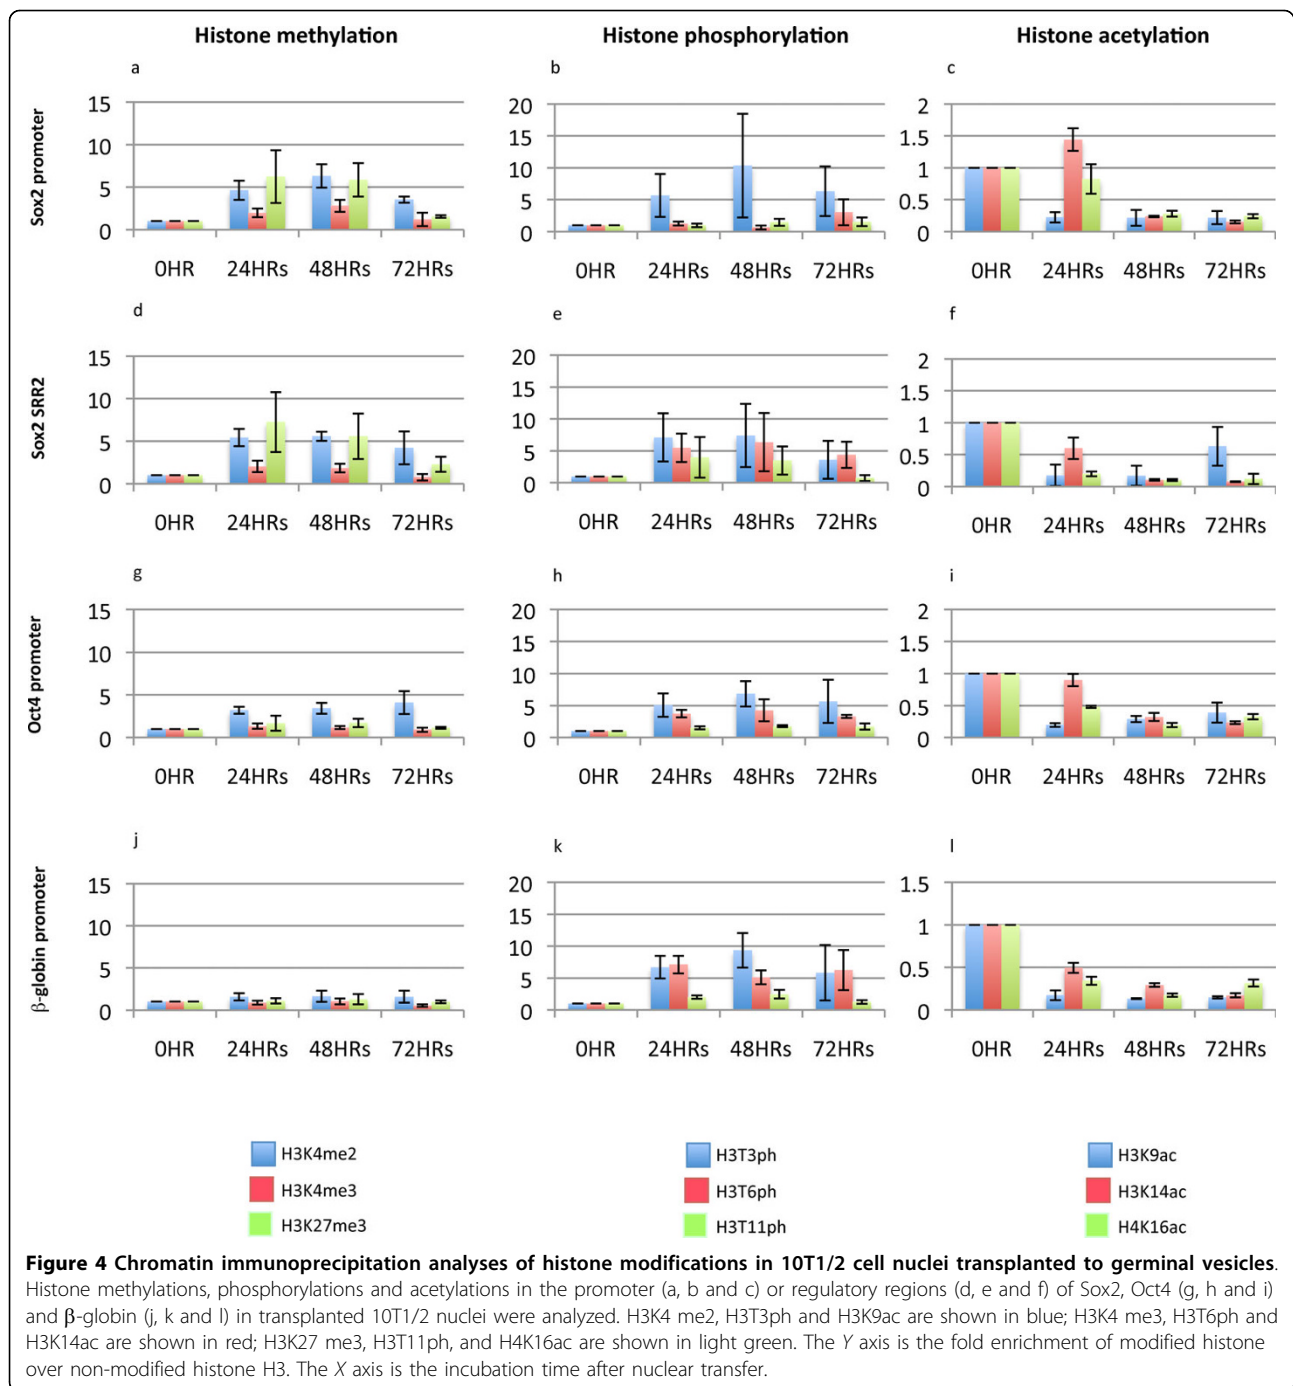 Histone methylation Histone phosphorylation Histone acetylation
a b c
Sox2 promoter
15 10 5 0
0HR 24HRs 48HRs 72HRs
20 15 10 5 0
0HR 24HRs 48HRs 72HRs
2 1.5 1 0.5 0
0HR 24HRs 48HRs 72HRs
d e f
Sox2 SRR2
15 10 5 0
0HR 24HRs 48HRs 72HRs
20 15 10 5 0
0HR 24HRs 48HRs 72HRs
2 1.5 1 0.5 0
0HR 24HRs 48HRs 72HRs
g h i
Oct4 promoter
15 10 5 0
0HR 24HRs 48HRs 72HRs
20 15 10 5 0
0HR 24HRs 48HRs 72HRs
2 1.5 1 0.5 0
0HR 24HRs 48HRs 72HRs
j k l
β-globin promoter
15 10 5 0
0HR 24HRs 48HRs 72HRs
20 15 10 5 0
0HR 24HRs 48HRs 72HRs
1.5 1 0.5 0
0HR 24HRs 48HRs 72HRs
H3K4me2 H3T3ph H3K9ac
H3K4me3 H3T6ph H3K14ac
H3K27me3 H3T11ph H4K16ac
Figure 4 Chromatin immunoprecipitation analyses of histone modifications in 10T1/2 cell nuclei transplanted to germinal vesicles.
Histone methylations, phosphorylations and acetylations in the promoter (a, b and c) or regulatory regions (d, e and f) of Sox2, Oct4 (g, h and i)
and β-globin (j, k and l) in transplanted 10T1/2 nuclei were analyzed. H3K4 me2, H3T3ph and H3K9ac are shown in blue; H3K4 me3, H3T6ph and
H3K14ac are shown in red; H3K27 me3, H3T11ph, and H4K16ac are shown in light green. The Y axis is the fold enrichment of modified histone
over non-modified histone H3. The X axis is the incubation time after nuclear transfer.